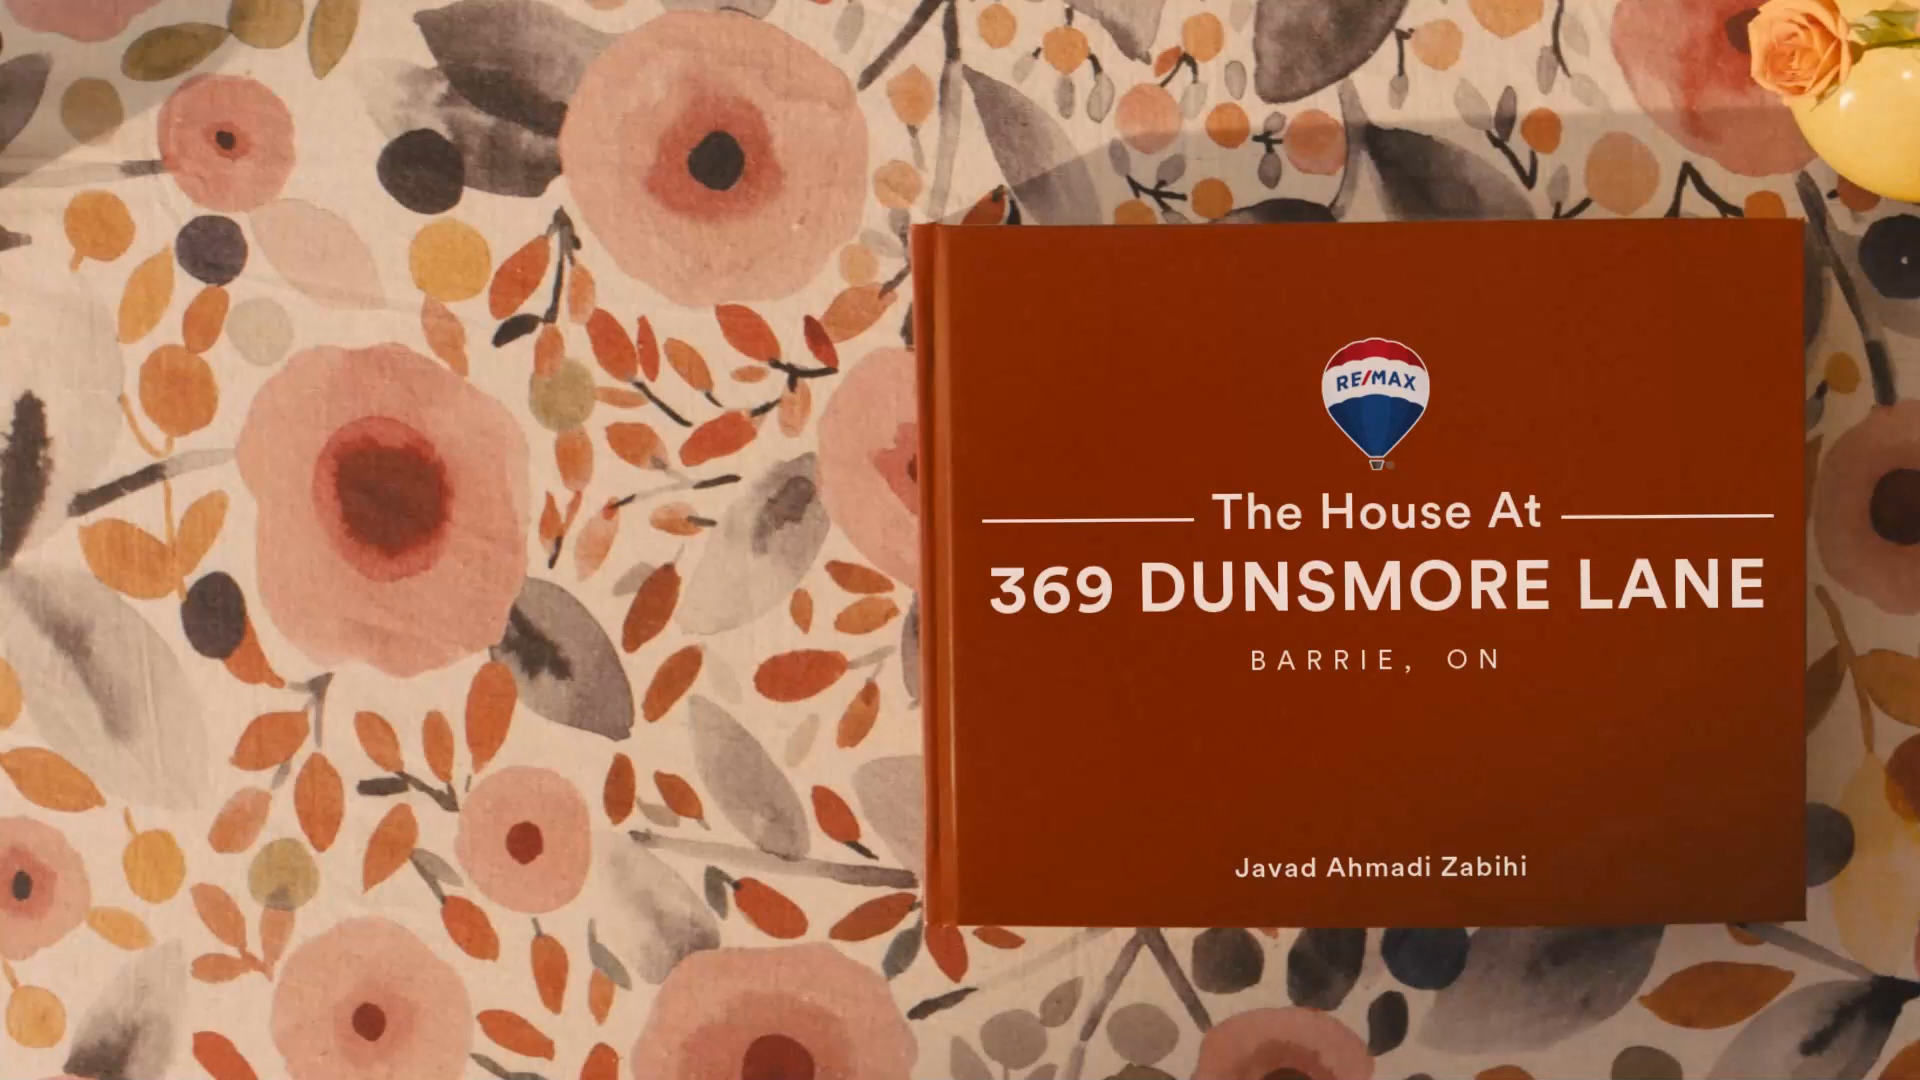 RE/MAX
The House At
369 DUNSMORE LANE
BARRIE, ON
Javad Ahmadi Zabihi